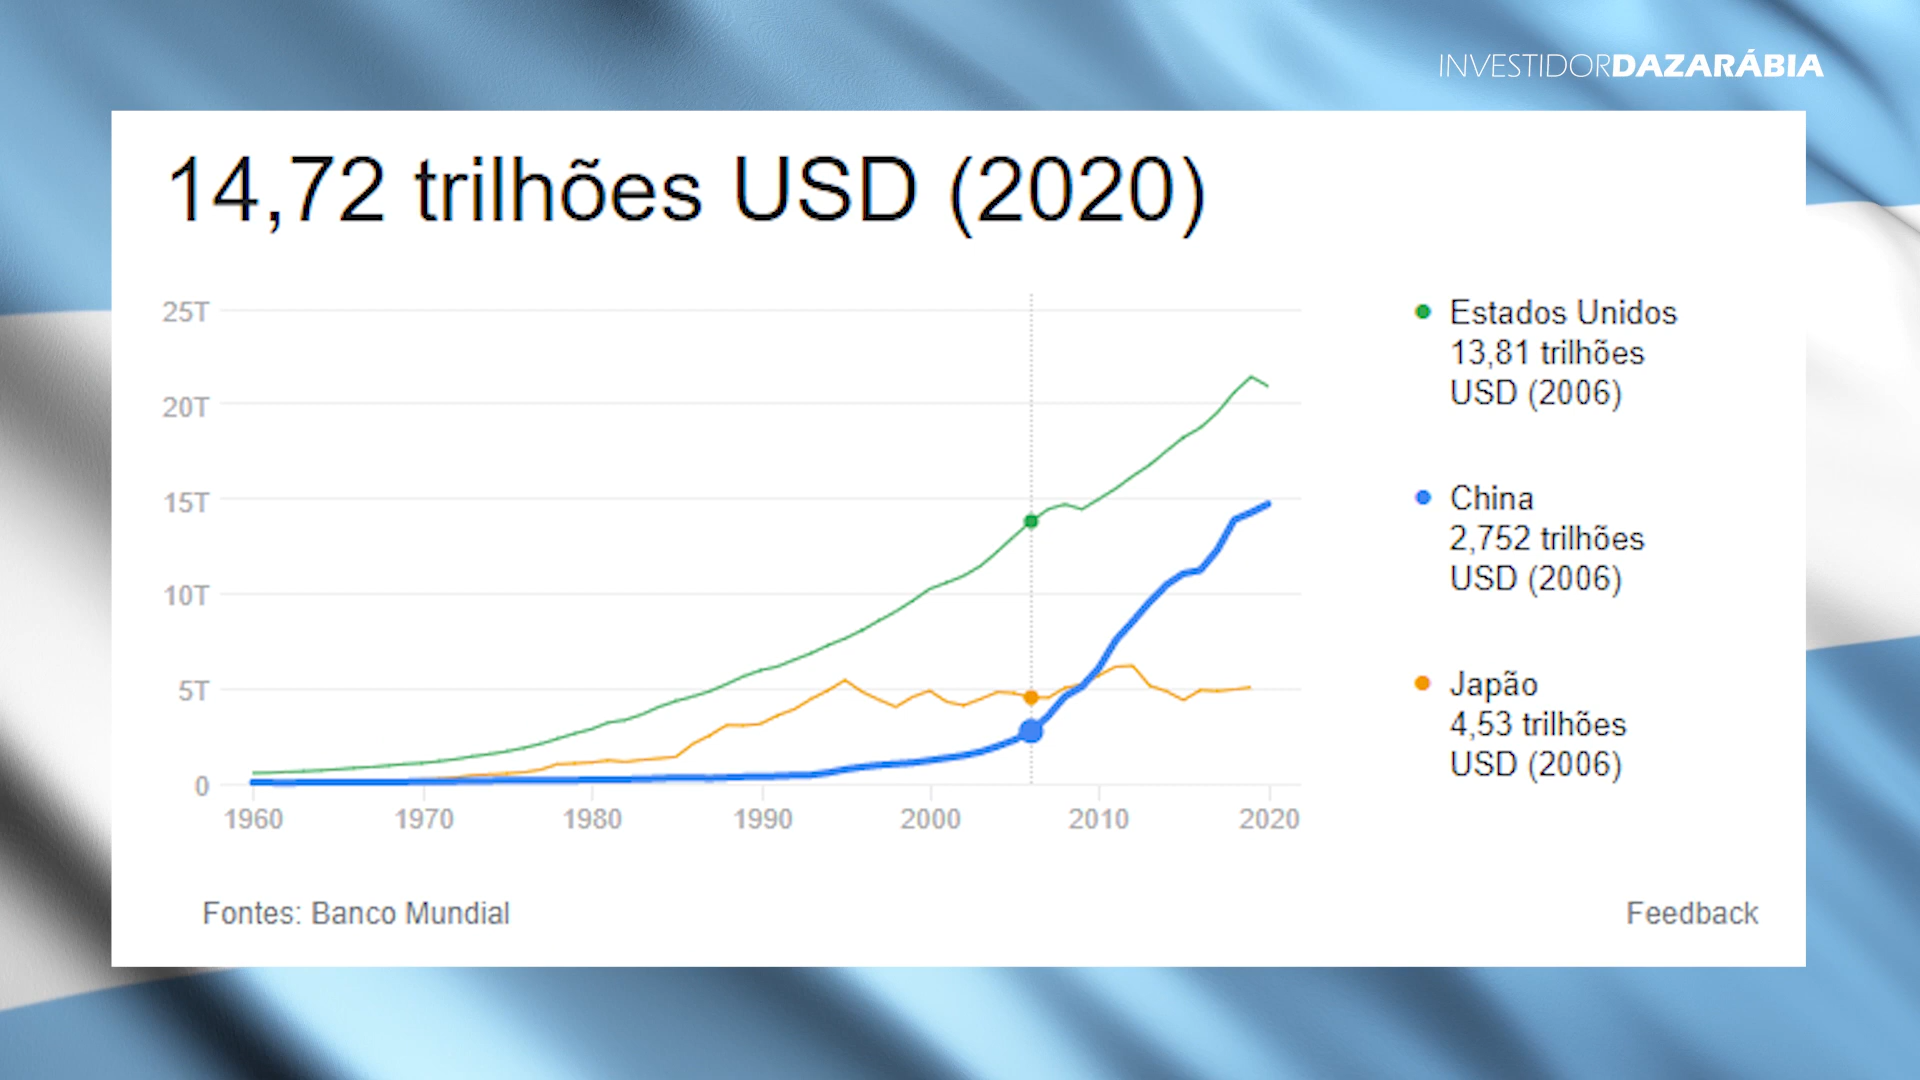 INVESTIDORDAZARÁBIA
14,72 trilhões USD (2020)
25T
20T
15T
10T
5T
0
1960 1970 1980 1990 2000 2010 2020
Estados Unidos
13,81 trilhões
USD (2006)
China
2,752 trilhões
USD (2006)
Japão
4,53 trilhões
USD (2006)
Fontes: Banco Mundial
Feedback